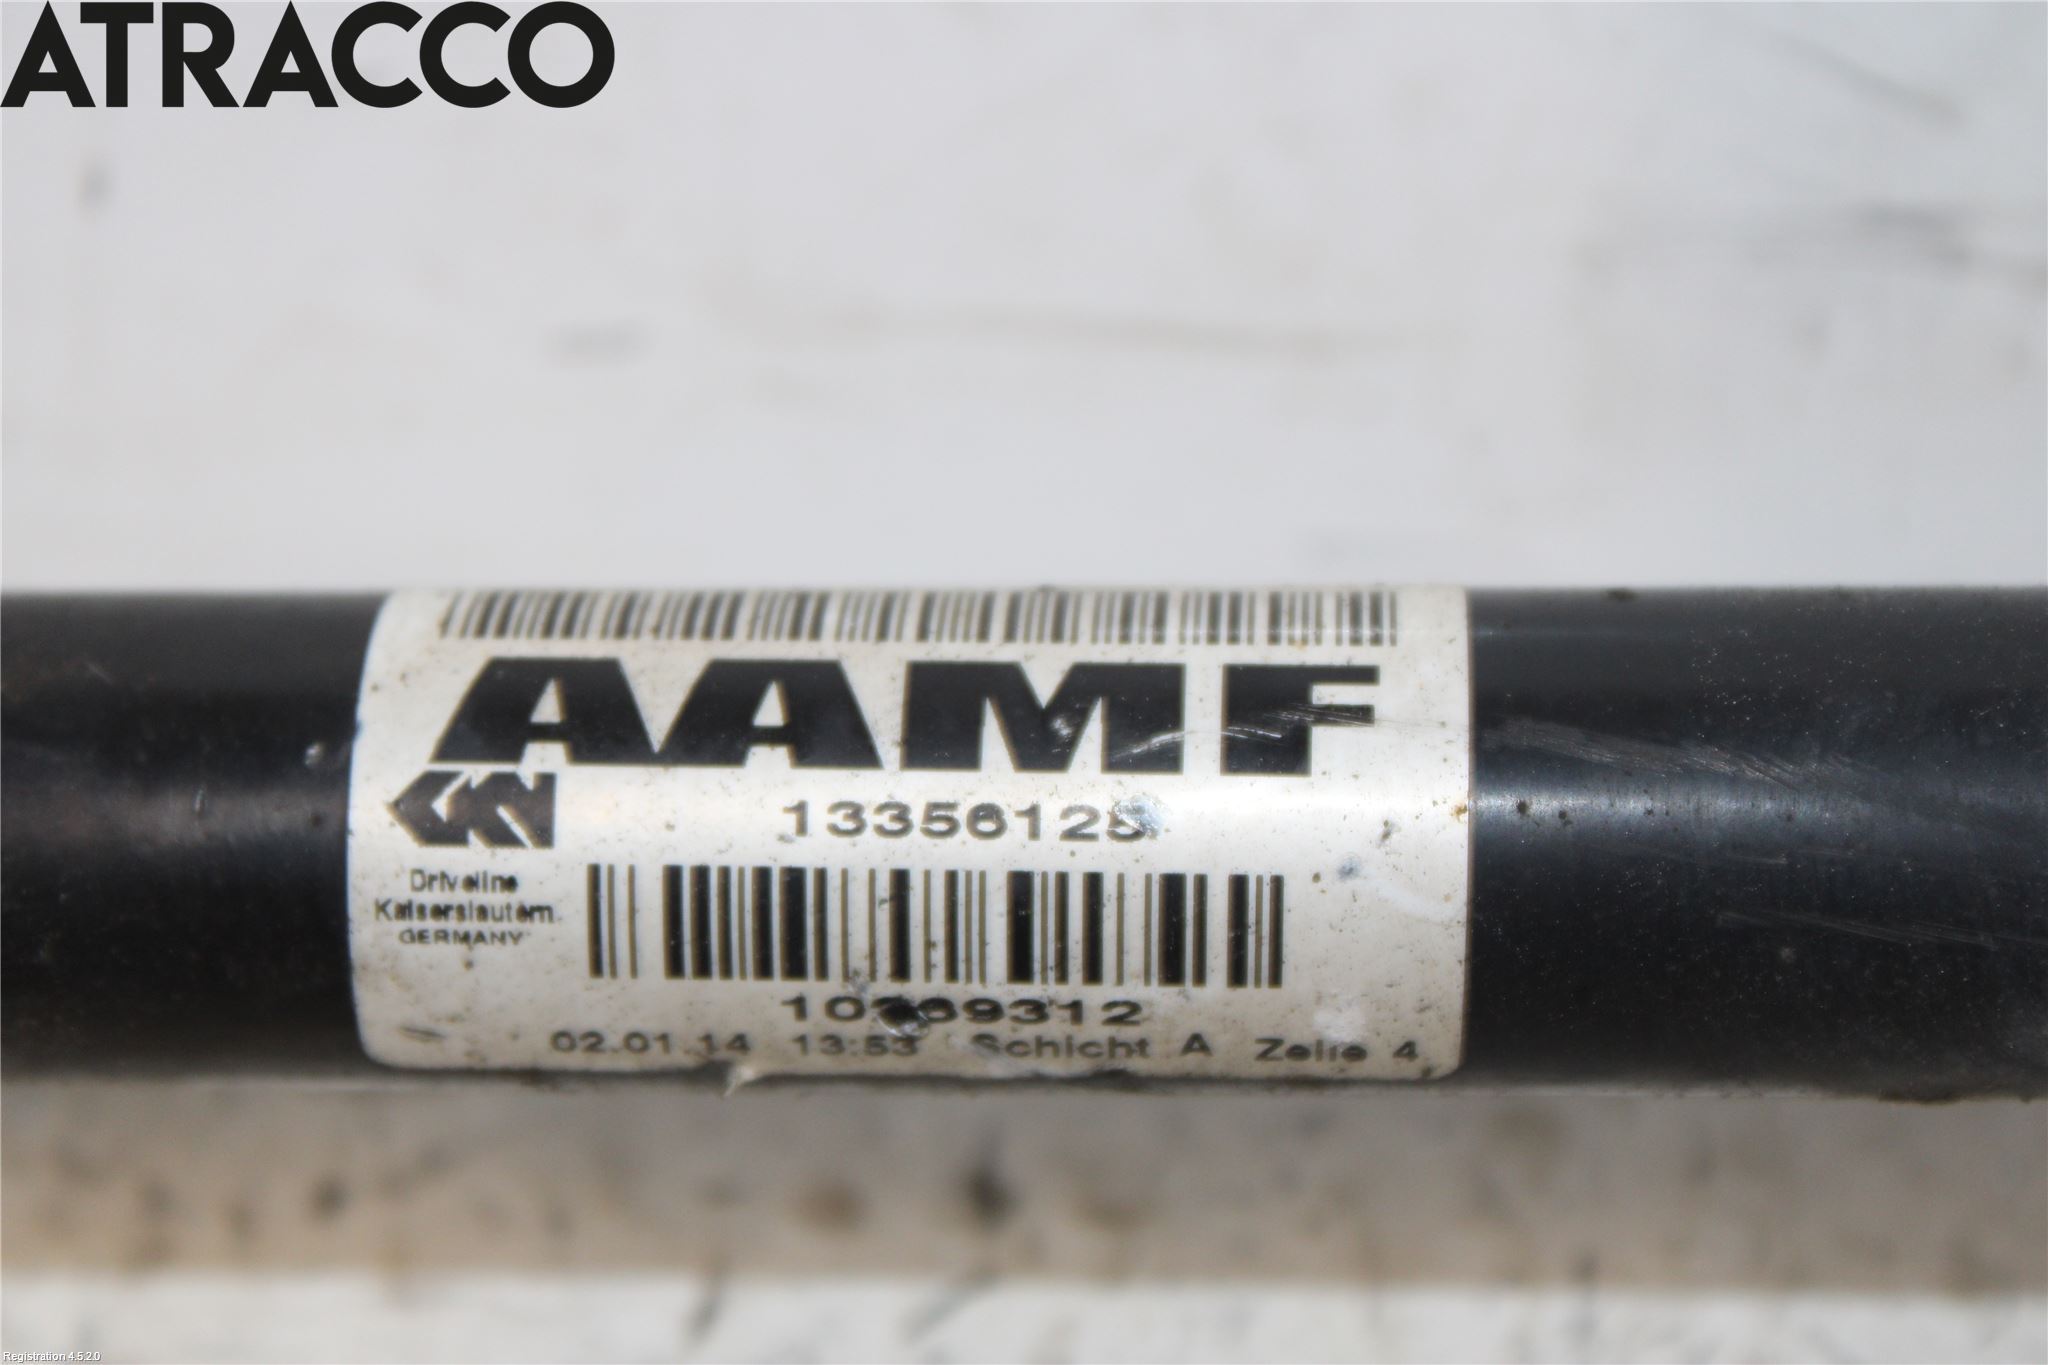 ATRACCO
AAMF
GKN
13356125
Driveline
Kaiserslautern
GERMANY
02.01.14 13:53 Schicht A Zelle 4
Registration 4.5.2.0